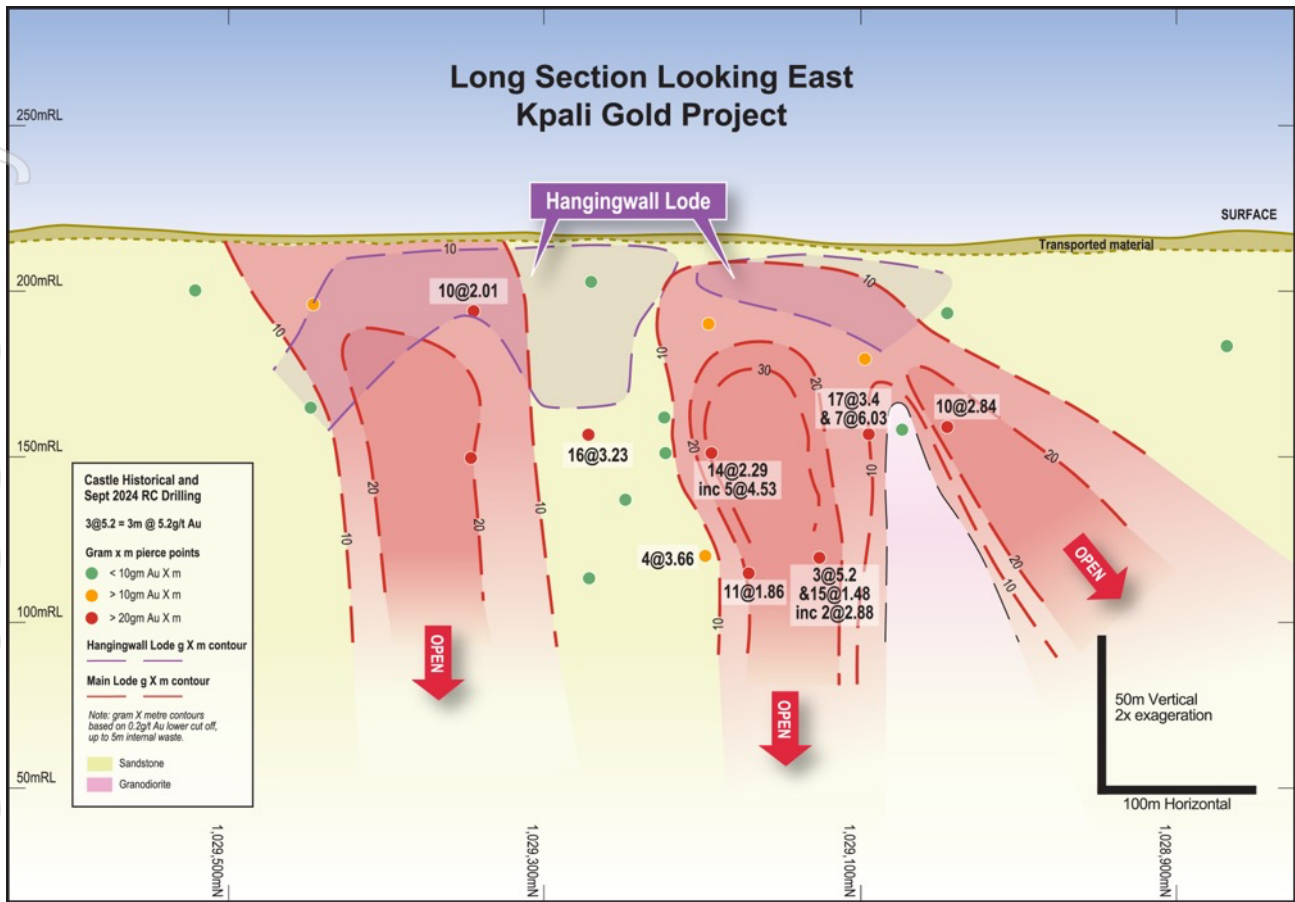 Long Section Looking East
Kpali Gold Project
250mRL
Hangingwall Lode
SURFACE
Transported material
200mRL
10
10
10
10@2.01
10
10
17@3.4
& 7@6.03
10@2.84
30
20
20
150mRL
16@3.23
14@2.29
inc 5@4.53
20
10
20
20
10
10
20
4@3.66
11@1.86
3@5.2
&15@1.48
inc 2@2.88
OPEN
20
10
100mRL
10
OPEN
OPEN
50m Vertical
2x exageration
100m Horizontal
50mRL
Castle Historical and
Sept 2024 RC Drilling
3@5.2 = 3m @ 5.2g/t Au
Gram x m pierce points
< 10gm Au X m
> 10gm Au X m
> 20gm Au X m
Hangingwall Lode g X m contour
Main Lode g X m contour
Note: gram X metre contours
based on 0.2g/t Au lower cut off,
up to 5m internal waste.
Sandstone
Granodiorite
1,029,500mN
1,029,300mN
1,029,100mN
1,028,900mN